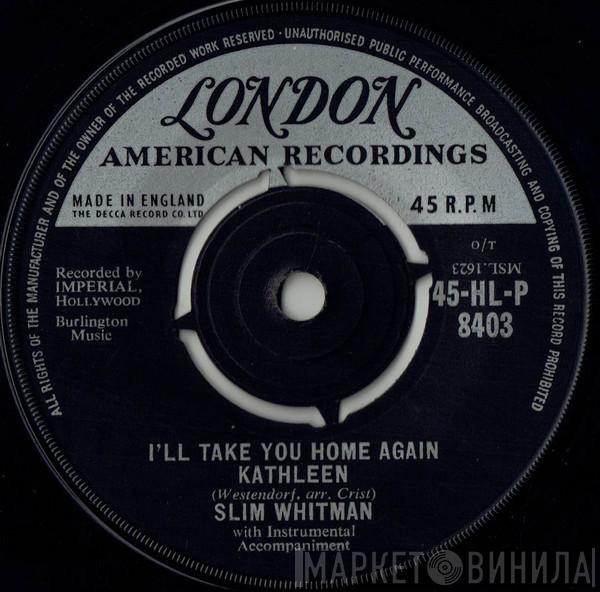 ALL RIGHTS OF THE MANUFACTURER AND OF THE OWNER OF THE RECORDED WORK RESERVED · UNAUTHORISED PUBLIC PERFORMANCE BROADCASTING AND COPYING OF THIS RECORD PROHIBITED
LONDON
AMERICAN RECORDINGS
MADE IN ENGLAND
THE DECCA RECORD CO. LTD
45 R.P.M
O/T
MSL.1623
Recorded by
IMPERIAL,
HOLLYWOOD
Burlington
Music
45-HL-P
8403
I'LL TAKE YOU HOME AGAIN
KATHLEEN
(Westendorf, arr. Crist)
SLIM WHITMAN
with Instrumental
Accompaniment
МАРКЕТ ВИНИЛА